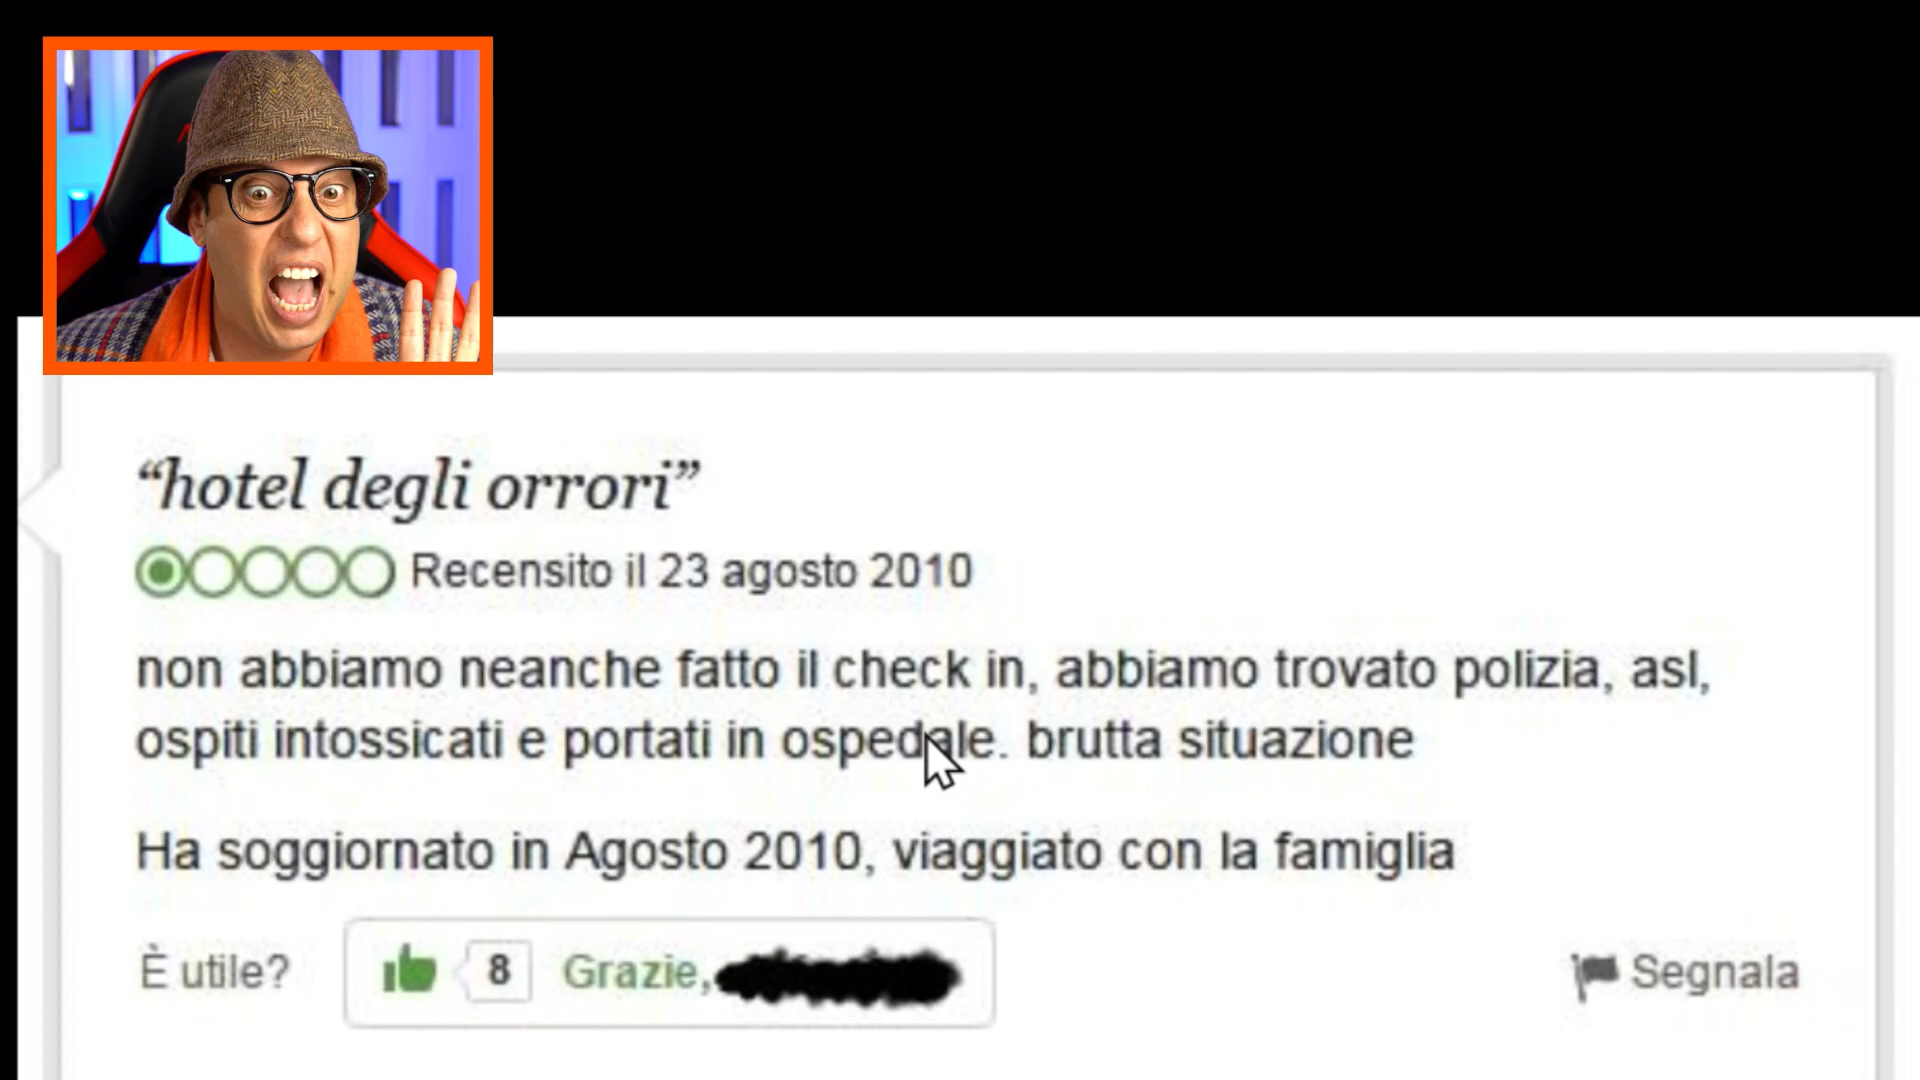 “hotel degli orrori”
Recensito il 23 agosto 2010
non abbiamo neanche fatto il check in, abbiamo trovato polizia, asl,
ospiti intossicati e portati in ospedale. brutta situazione
Ha soggiornato in Agosto 2010, viaggiato con la famiglia
È utile? 8 Grazie, Segnala